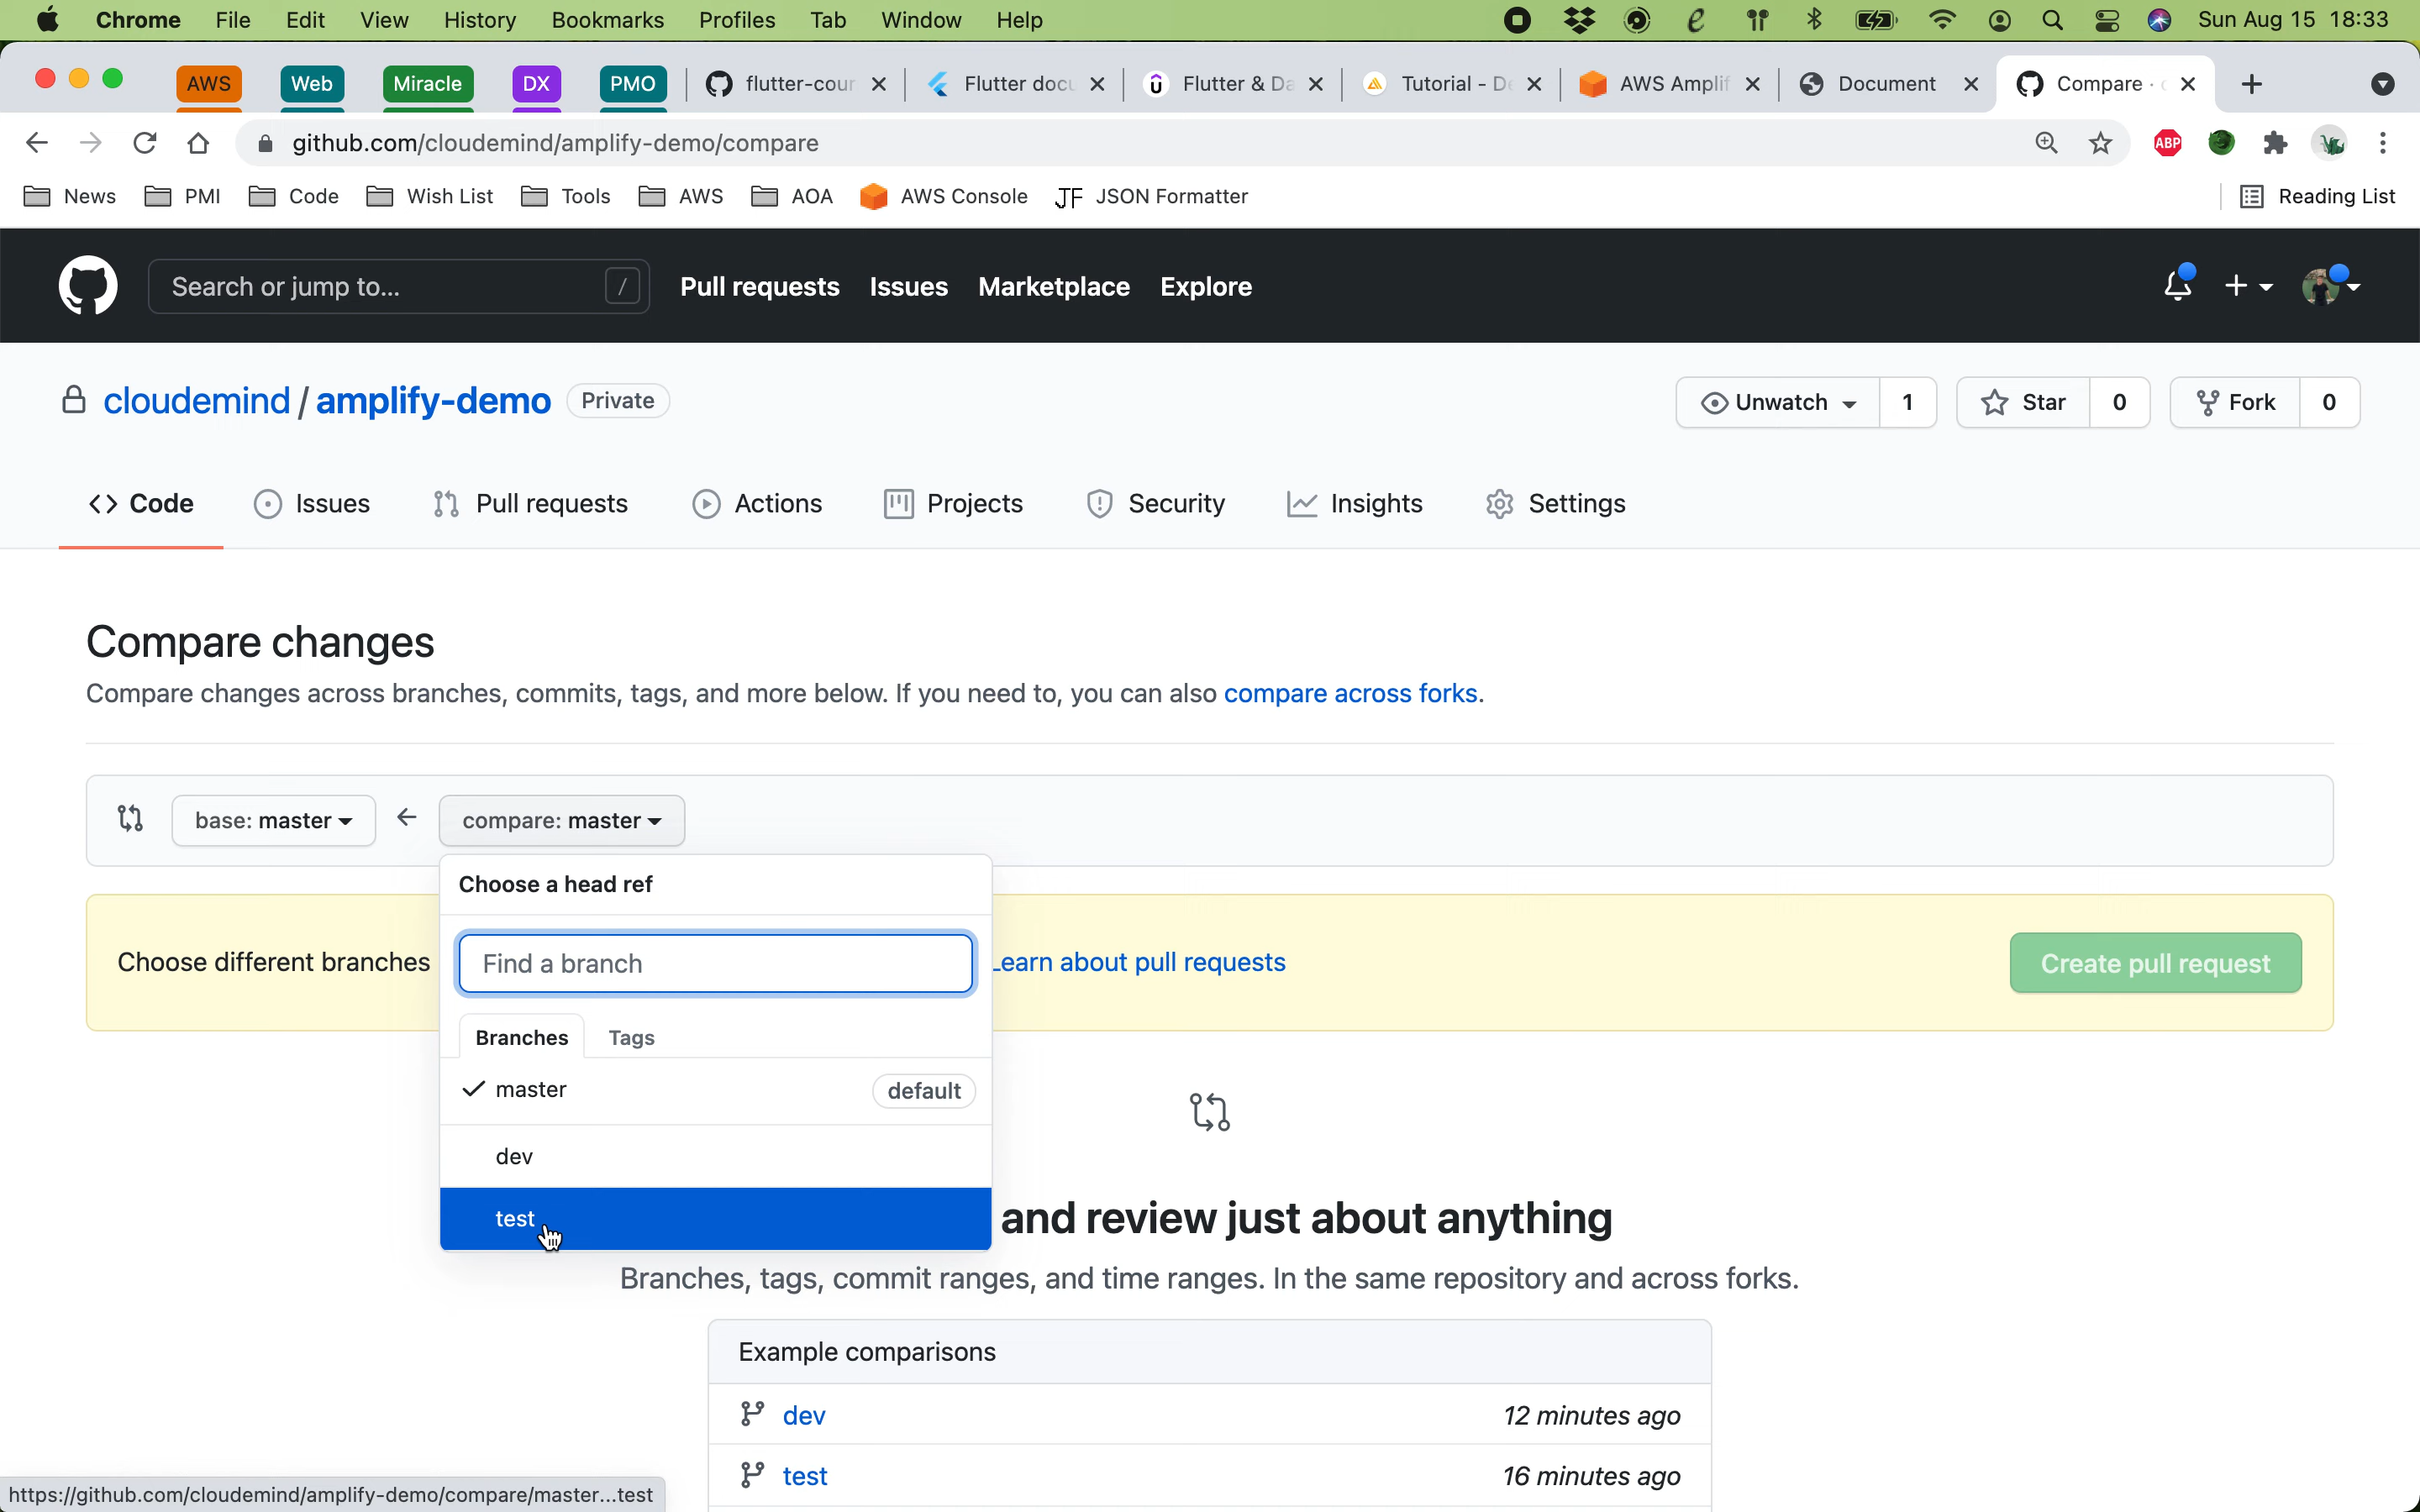 Chrome File Edit View History Bookmarks Profiles Tab Window Help Sun Aug 15 18:33
AWS Web Miracle DX PMO flutter-cour Flutter docu Flutter & Da Tutorial - De AWS Amplif Document Compare ·
github.com/cloudemind/amplify-demo/compare ABP
News PMI Code Wish List Tools AWS AOA AWS Console JF JSON Formatter Reading List
Search or jump to... / Pull requests Issues Marketplace Explore
cloudemind / amplify-demo Private Unwatch 1 Star 0 Fork 0
Code Issues Pull requests Actions Projects Security Insights Settings
Compare changes
Compare changes across branches, commits, tags, and more below. If you need to, you can also compare across forks.
base: master compare: master
Choose a head ref
Choose different branches Find a branch Learn about pull requests Create pull request
Branches Tags
master default
dev
test and review just about anything
Branches, tags, commit ranges, and time ranges. In the same repository and across forks.
Example comparisons
dev 12 minutes ago
test 16 minutes ago
https://github.com/cloudemind/amplify-demo/compare/master...test